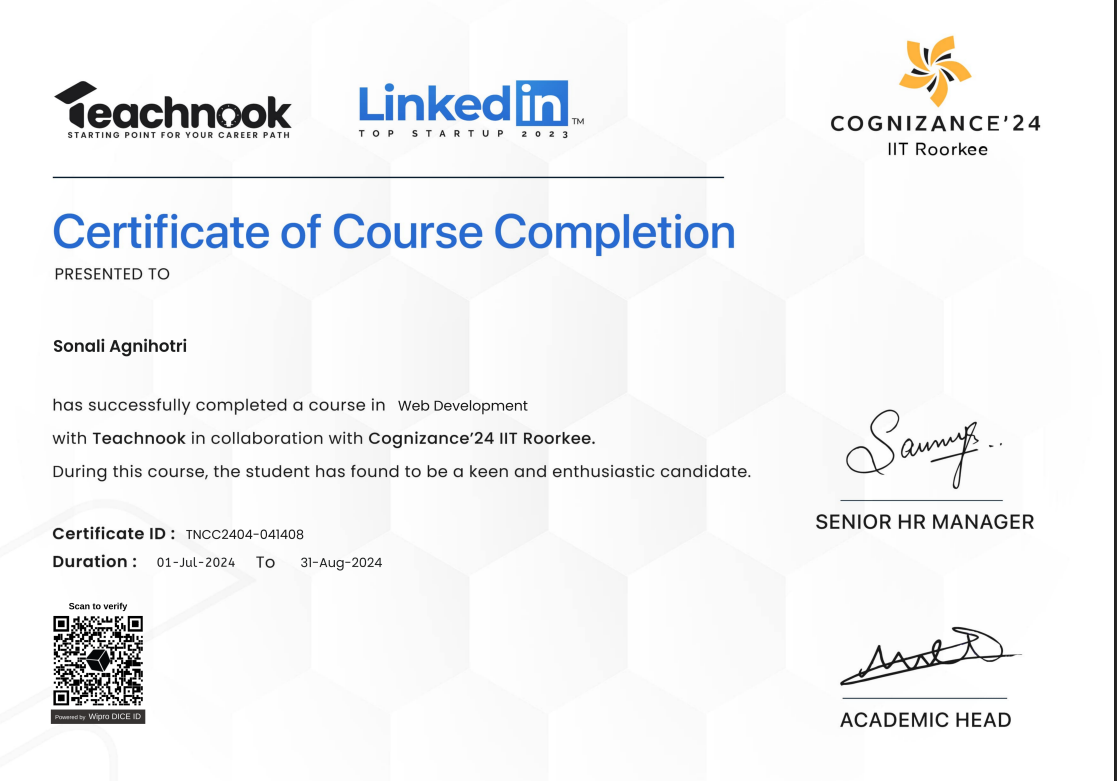 Teachnook
STARTING POINT FOR YOUR CAREER PATH
Linkedin TM
TOP STARTUP 2023
COGNIZANCE'24
IIT Roorkee
Certificate of Course Completion
PRESENTED TO
Sonali Agnihotri
has successfully completed a course in Web Development
with Teachnook in collaboration with Cognizance'24 IIT Roorkee.
During this course, the student has found to be a keen and enthusiastic candidate.
SENIOR HR MANAGER
Certificate ID : TNCC2404-041408
Duration : 01-Jul-2024 To 31-Aug-2024
Scan to verify
Powered by Wipro DICE ID
ACADEMIC HEAD